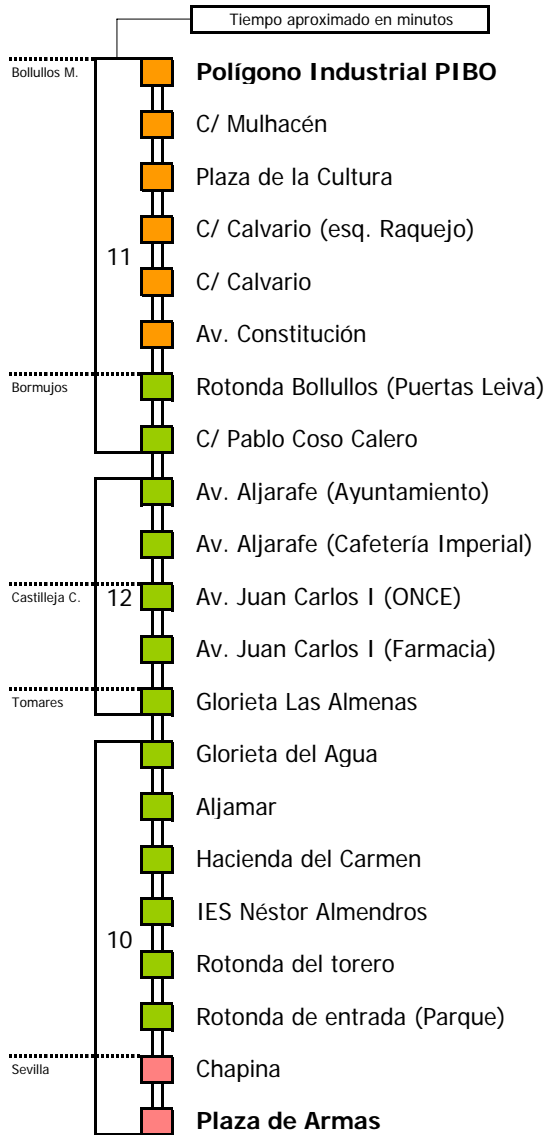 Tiempo aproximado en minutos
Bollullos M.
Polígono Industrial PIBO
C/ Mulhacén
Plaza de la Cultura
C/ Calvario (esq. Raquejo)
11
C/ Calvario
Av. Constitución
Bormujos
Rotonda Bollullos (Puertas Leiva)
C/ Pablo Coso Calero
Av. Aljarafe (Ayuntamiento)
Av. Aljarafe (Cafetería Imperial)
Castilleja C.
12
Av. Juan Carlos I (ONCE)
Av. Juan Carlos I (Farmacia)
Tomares
Glorieta Las Almenas
Glorieta del Agua
Aljamar
Hacienda del Carmen
IES Néstor Almendros
10
Rotonda del torero
Rotonda de entrada (Parque)
Sevilla
Chapina
Plaza de Armas